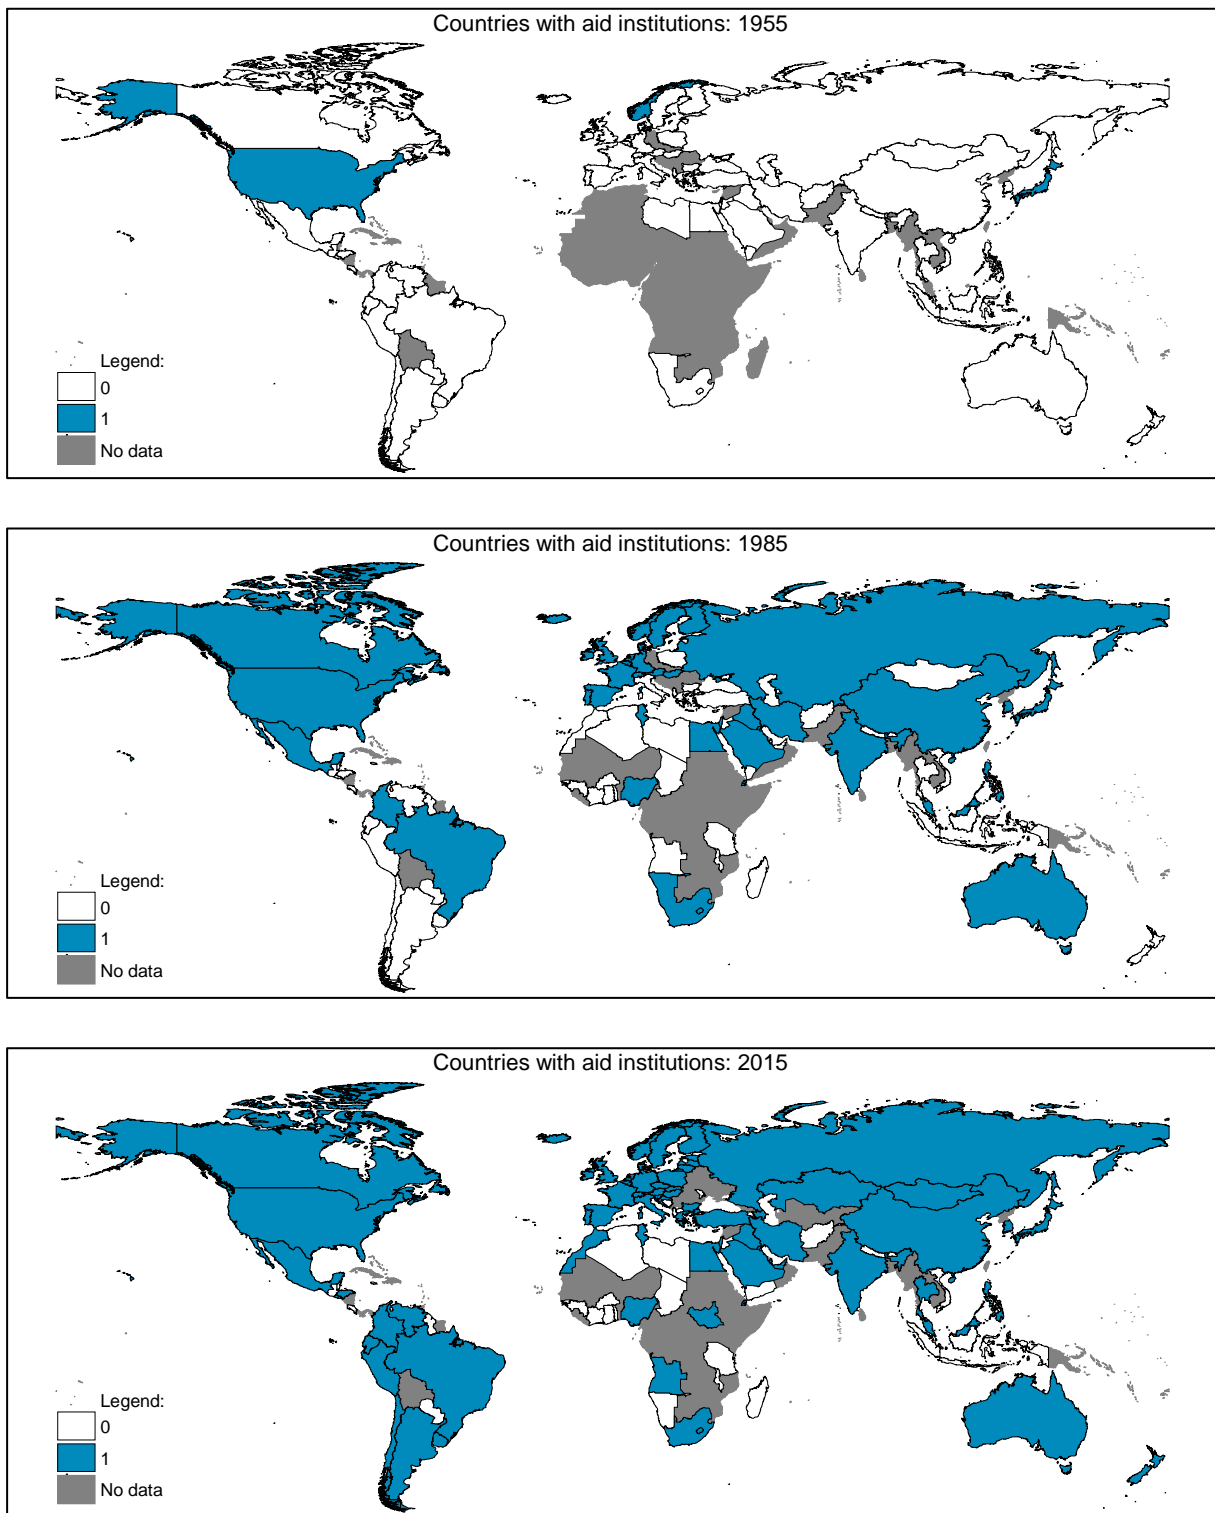 Countries with aid institutions: 1955
Legend:
0
1
No data
Countries with aid institutions: 1985
Legend:
0
1
No data
Countries with aid institutions: 2015
Legend:
0
1
No data